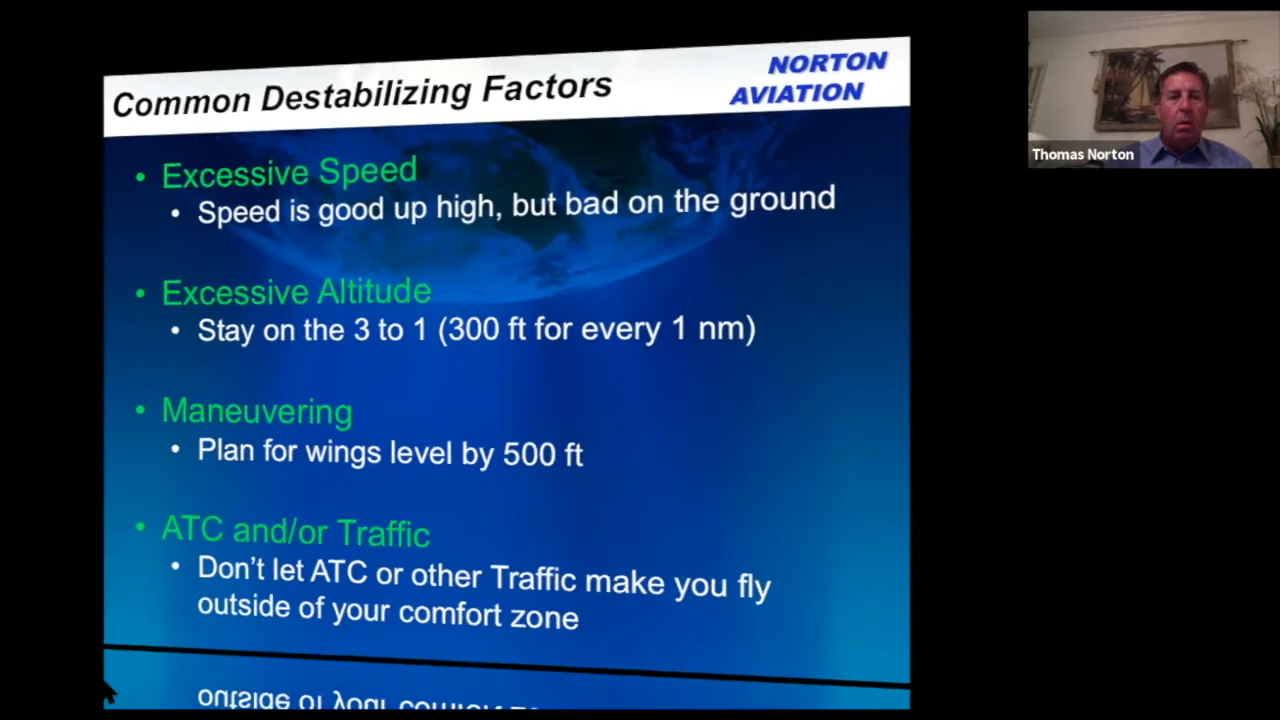 Common Destabilizing Factors
NORTON
AVIATION
• Excessive Speed
• Speed is good up high, but bad on the ground
• Excessive Altitude
• Stay on the 3 to 1 (300 ft for every 1 nm)
• Maneuvering
• Plan for wings level by 500 ft
• ATC and/or Traffic
• Don't let ATC or other Traffic make you fly
outside of your comfort zone
Thomas Norton